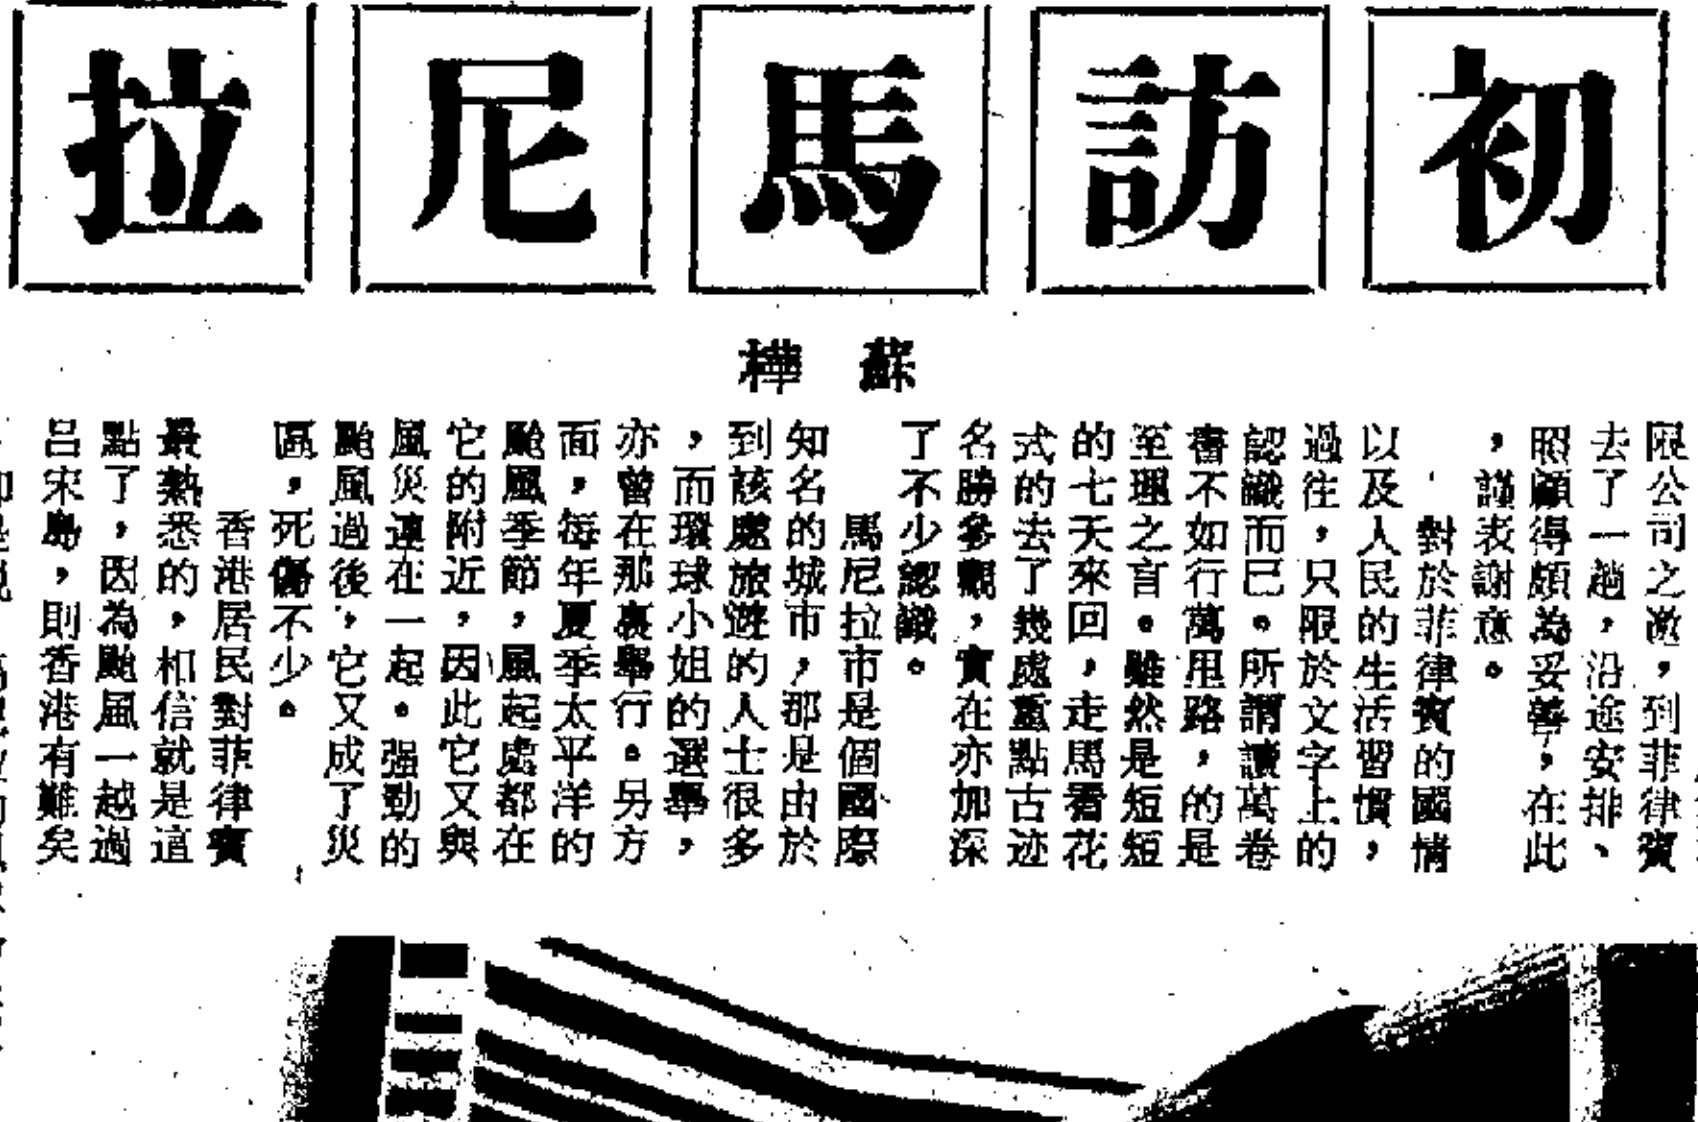 初訪馬尼拉
蘇樺
限公司之邀，到菲律賓
去了一趟，沿途安排、
照顧得頗為妥善，在此
，謹表謝意。
對於菲律賓的國情
以及人民的生活習慣，
過往，只限於文字上的
認識而已。所謂讀萬卷
書不如行萬里路，的是
至理之言。雖然是短短
的七天來回，走馬看花
式的去了幾處重點古迹
名勝參觀，實在亦加深
了不少認識。
馬尼拉市是個國際
知名的城市，那是由於
到該處旅遊的人士很多
，而環球小姐的選舉，
亦曾在那裏舉行。另方
面，每年夏季太平洋的
颱風季節，風起處都在
它的附近，因此它又與
風災連在一起。强勁的
颱風過後，它又成了災
區，死傷不少。
香港居民對菲律賓
最熱悉的，相信就是這
點了，因為颱風一越過
呂宋島，則香港有難矣